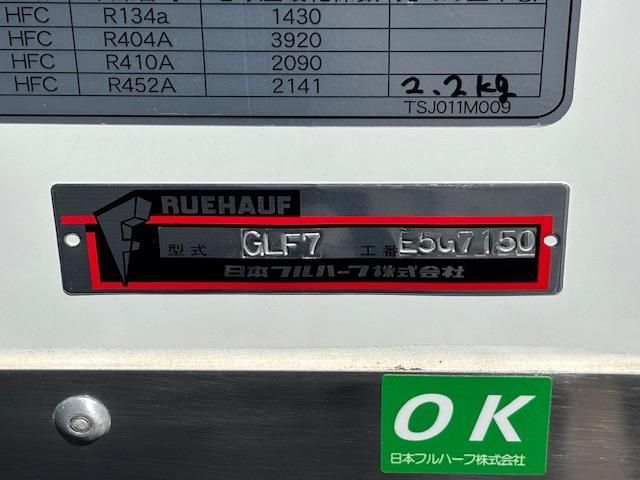 HFC R134a 1430
HFC R404A 3920
HFC R410A 2090
HFC R452A 2141 2.2kg
TSJ011M009
RUEHAUF
型式 GLF7 工番 E5G7150
日本フルハーフ株式会社
OK
日本フルハーフ株式会社